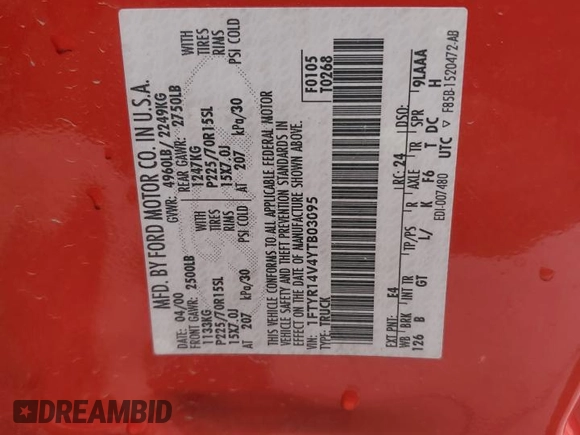 MFD. BY FORD MOTOR CO. IN U.S.A.
GVWR: 4960LB / 2249KG
DATE: 04/00
FRONT GAWR: 2500LB
REAR GAWR: 2750LB
1133KG
1247KG
WITH
P225/70R15SL
P225/70R15SL
TIRES
15X7.0J
15X7.0J
RIMS
AT 207 kPa/30 PSI COLD
AT 207 kPa/30 PSI COLD
THIS VEHICLE CONFORMS TO ALL APPLICABLE FEDERAL MOTOR
VEHICLE SAFETY AND THEFT PREVENTION STANDARDS IN
EFFECT ON THE DATE OF MANUFACTURE SHOWN ABOVE.
VIN: 1FTYR14V4YTB03095
TYPE: TRUCK
F0105
T0268
EXT PNT: E4 RC: 24 DSO:
WB BRK INT TR TP/PS R AXLE TR SPR
126 B GT L/ K F6 T DC
19LAAA
H
EDI-007480 UTC
▽ F85B-1520472-AB
WITH
TIRES
RIMS
DREAMBID